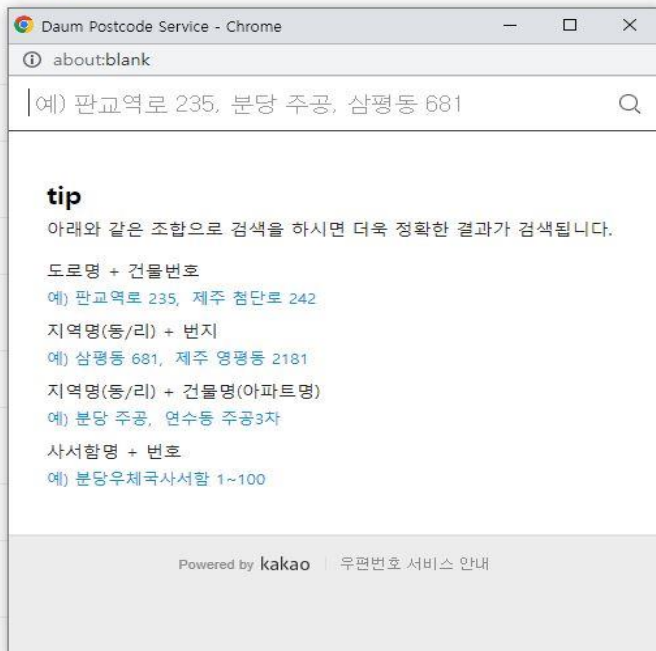 Daum Postcode Service - Chrome
about:blank
예) 판교역로 235, 분당 주공, 삼평동 681
tip
아래와 같은 조합으로 검색을 하시면 더욱 정확한 결과가 검색됩니다.
도로명 + 건물번호
예) 판교역로 235, 제주 첨단로 242
지역명(동/리) + 번지
예) 삼평동 681, 제주 영평동 2181
지역명(동/리) + 건물명(아파트명)
예) 분당 주공, 연수동 주공3차
사서함명 + 번호
예) 분당우체국사서함 1~100
Powered by kakao 우편번호 서비스 안내